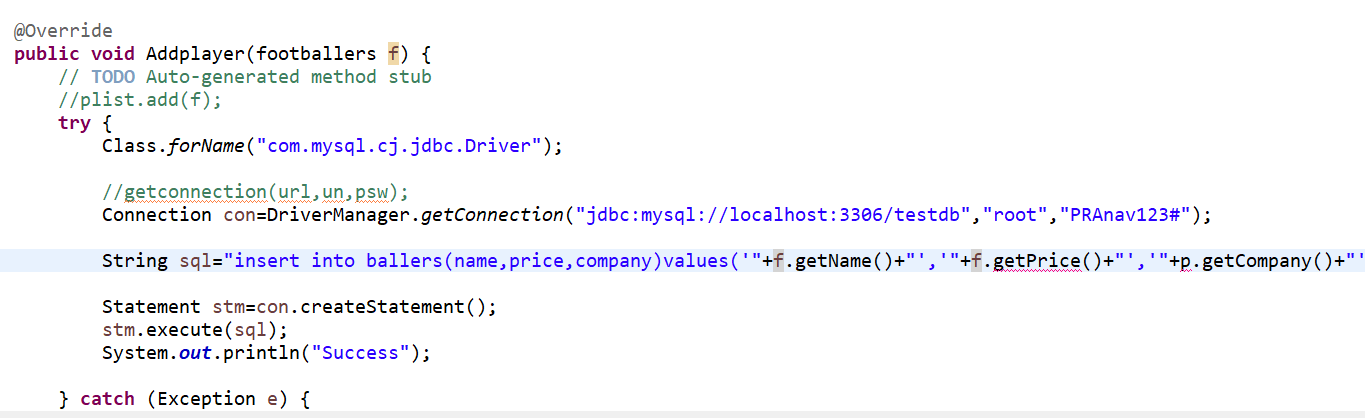 @Override
public void Addplayer(footballers f) {
// TODO Auto-generated method stub
//plist.add(f);
try {
Class.forName("com.mysql.cj.jdbc.Driver");
//getconnection(url,un,psw);
Connection con=DriverManager.getConnection("jdbc:mysql://localhost:3306/testdb","root","PRAnav123#");
String sql="insert into ballers(name,price,company)values('"+f.getName()+"','"+f.getPrice()+"','"+p.getCompany()+"'
Statement stm=con.createStatement();
stm.execute(sql);
System.out.println("Success");
} catch (Exception e) {